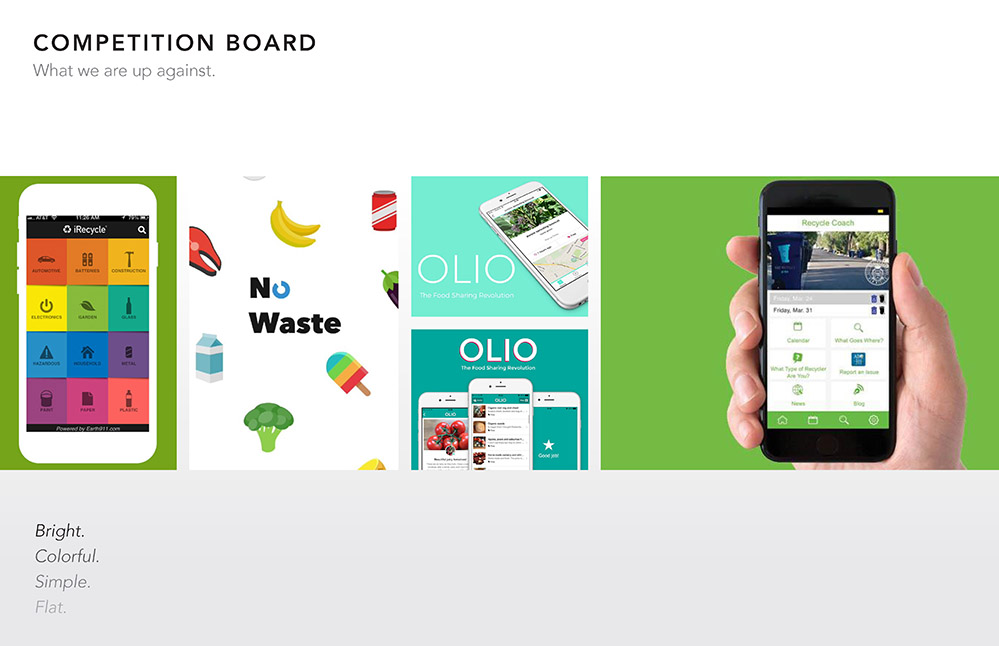 COMPETITION BOARD
What we are up against.
AT&T 11:26 AM 79%
iRecycle
AUTOMOTIVE BATTERIES CONSTRUCTION
ELECTRONICS GARDEN GLASS
HAZARDOUS HOUSEHOLD METAL
PAINT PAPER PLASTIC
Powered by Earth911.com
No
Waste
OLIO
The Food Sharing Revolution
OLIO
The Food Sharing Revolution
OLIO
OLIO
Good job!
Recycle Coach
Friday, Mar. 24
Friday, Mar. 31
Calendar What Goes Where?
What Type of Recycler
Are You?
Report an Issue
News Blog
Bright.
Colorful.
Simple.
Flat.